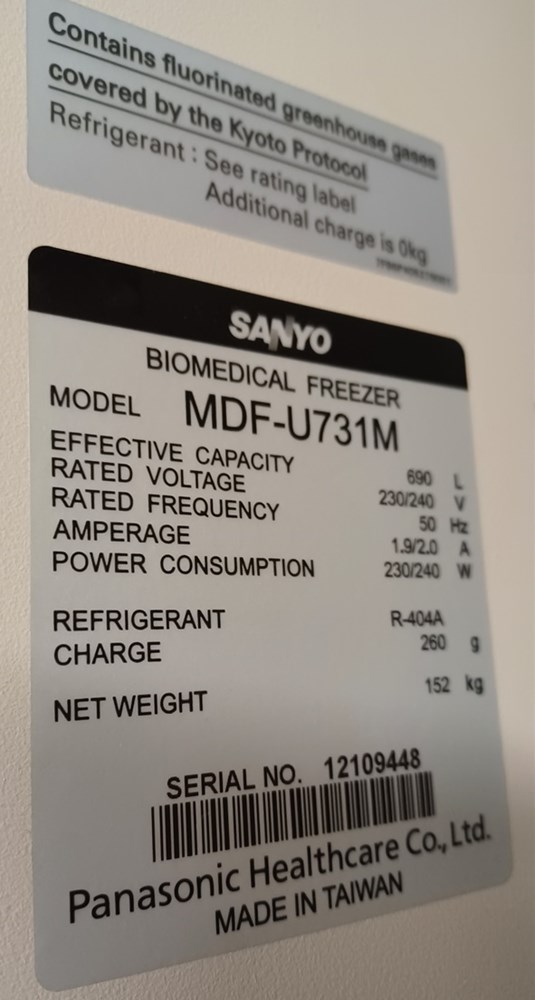 Contains fluorinated greenhouse gases
covered by the Kyoto Protocol
Refrigerant : See rating label
Additional charge is 0kg
SANYO
BIOMEDICAL FREEZER
MODEL MDF-U731M
EFFECTIVE CAPACITY 690 L
RATED VOLTAGE 230/240 V
RATED FREQUENCY 50 Hz
AMPERAGE 1.9/2.0 A
POWER CONSUMPTION 230/240 W
REFRIGERANT R-404A
CHARGE 260 g
NET WEIGHT 152 kg
SERIAL NO. 12109448
Panasonic Healthcare Co., Ltd.
MADE IN TAIWAN